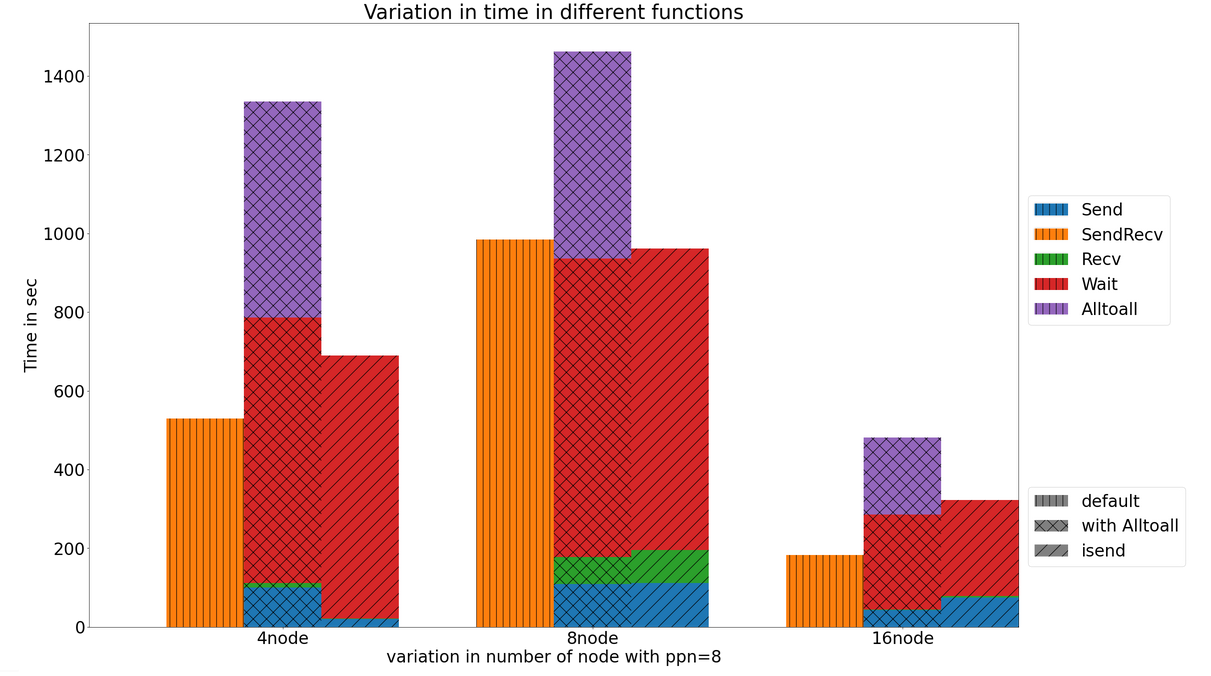 Variation in time in different functions
Time in sec
1400
1200
1000
800
600
400
200
0
4node
8node
16node
variation in number of node with ppn=8
Send
SendRecv
Recv
Wait
Alltoall
default
with Alltoall
isend